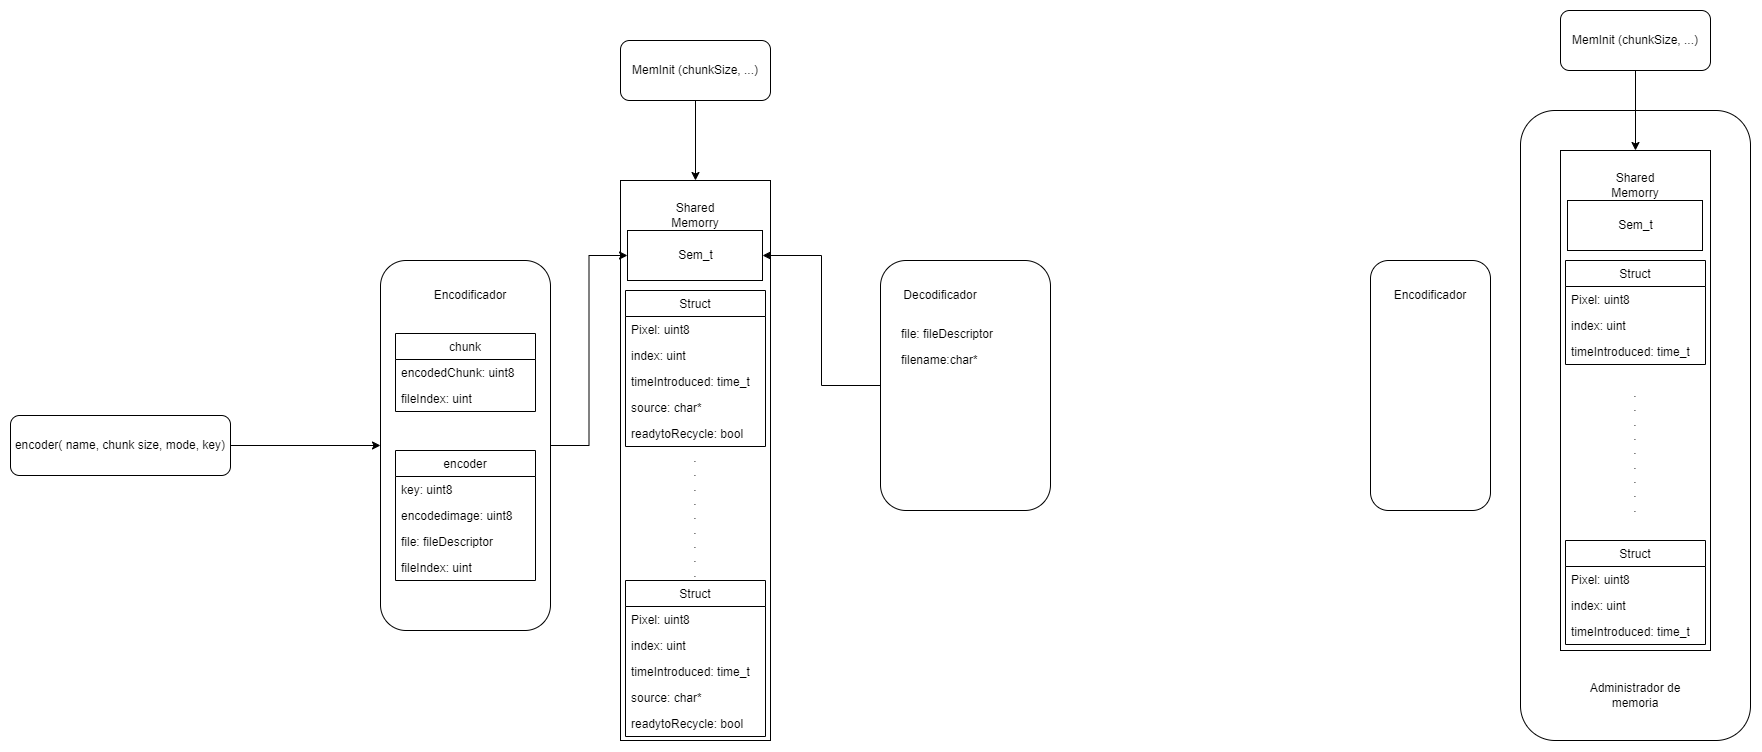 MemInit (chunkSize, ...)
Shared
Memorry
Sem_t
Struct
Pixel: uint8
index: uint
timeIntroduced: time_t
source: char*
readytoRecycle: bool
.
.
.
.
.
.
.
.
.
Struct
Pixel: uint8
index: uint
timeIntroduced: time_t
source: char*
readytoRecycle: bool
encoder( name, chunk size, mode, key)
Encodificador
chunk
encodedChunk: uint8
fileIndex: uint
encoder
key: uint8
encodedimage: uint8
file: fileDescriptor
fileIndex: uint
Decodificador
file: fileDescriptor
filename:char*
Encodificador
MemInit (chunkSize, ...)
Shared
Memorry
Sem_t
Struct
Pixel: uint8
index: uint
timeIntroduced: time_t
.
.
.
.
.
.
.
.
.
Struct
Pixel: uint8
index: uint
timeIntroduced: time_t
Administrador de
memoria